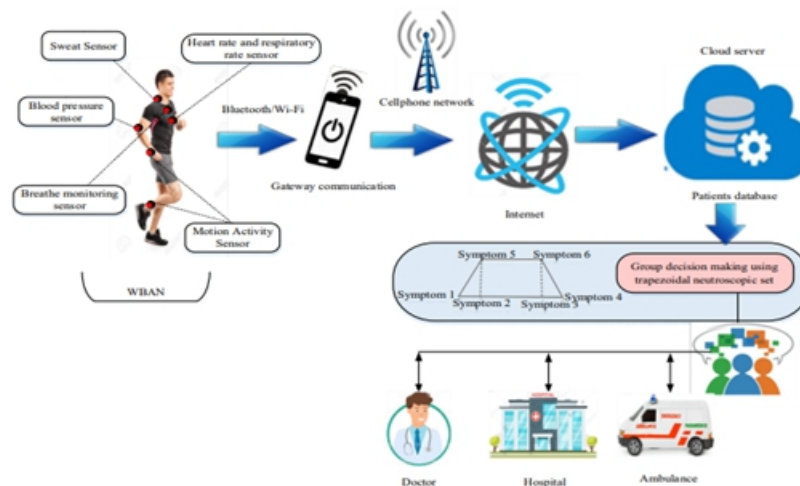 Sweat Sensor
Heart rate and respiratory
rate sensor
Blood pressure
sensor
Breathe monitoring
sensor
Motion Activity
Sensor
WBAN
Bluetooth/Wi-Fi
Gateway communication
Cellphone network
Internet
Cloud server
Patients database
Symptom 5
Symptom 6
Symptom 1
Symptom 2
Symptom 3
Symptom 4
Group decision making using
trapezoidal neutroscopic set
HOSPITAL
Doctor
Hospital
Ambulance